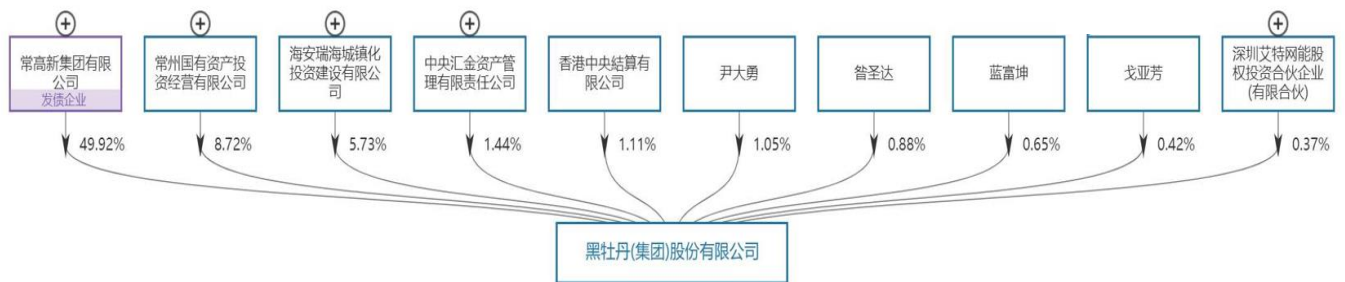 常高新集团有限
公司
发债企业
常州国有资产投
资经营有限公司
海安瑞海城镇化
投资建设有限公
司
中央汇金资产管
理有限责任公司
香港中央结算有
限公司
尹大勇
昝圣达
蓝富坤
戈亚芳
深圳艾特网能股
权投资合伙企业
(有限合伙)
49.92%
8.72%
5.73%
1.44%
1.11%
1.05%
0.88%
0.65%
0.42%
0.37%
黑牡丹(集团)股份有限公司